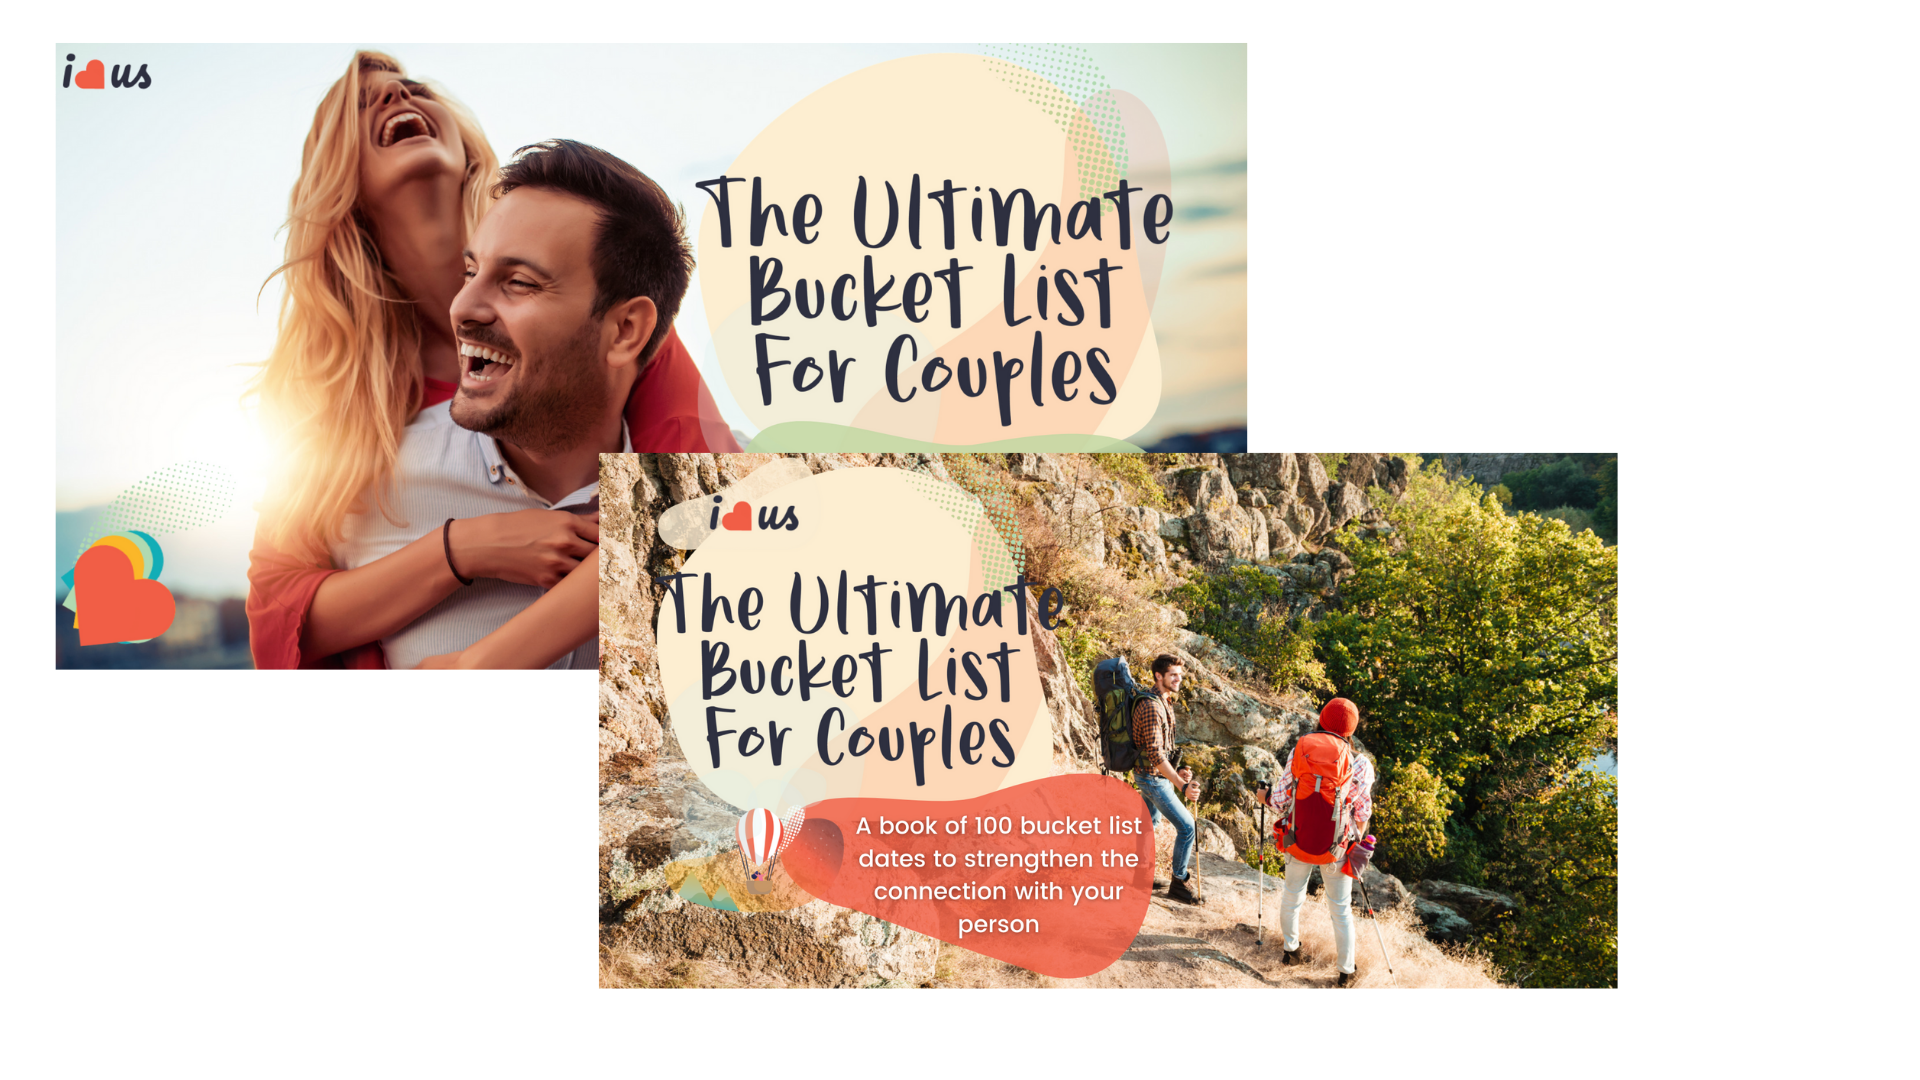 i us
The Ultimate
Bucket List
For Couples
i us
The Ultimate
Bucket List
For Couples
A book of 100 bucket list
dates to strengthen the
connection with your
person